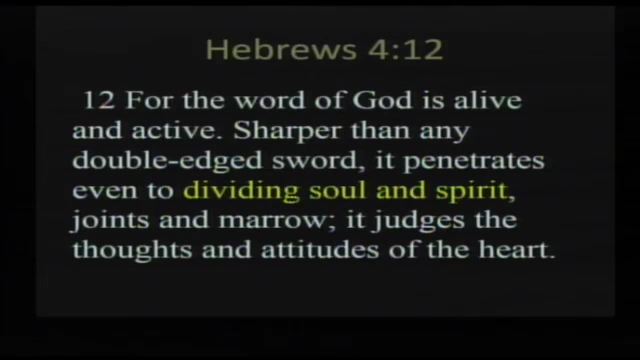 Hebrews 4:12
12 For the word of God is alive
and active. Sharper than any
double-edged sword, it penetrates
even to dividing soul and spirit,
joints and marrow; it judges the
thoughts and attitudes of the heart.